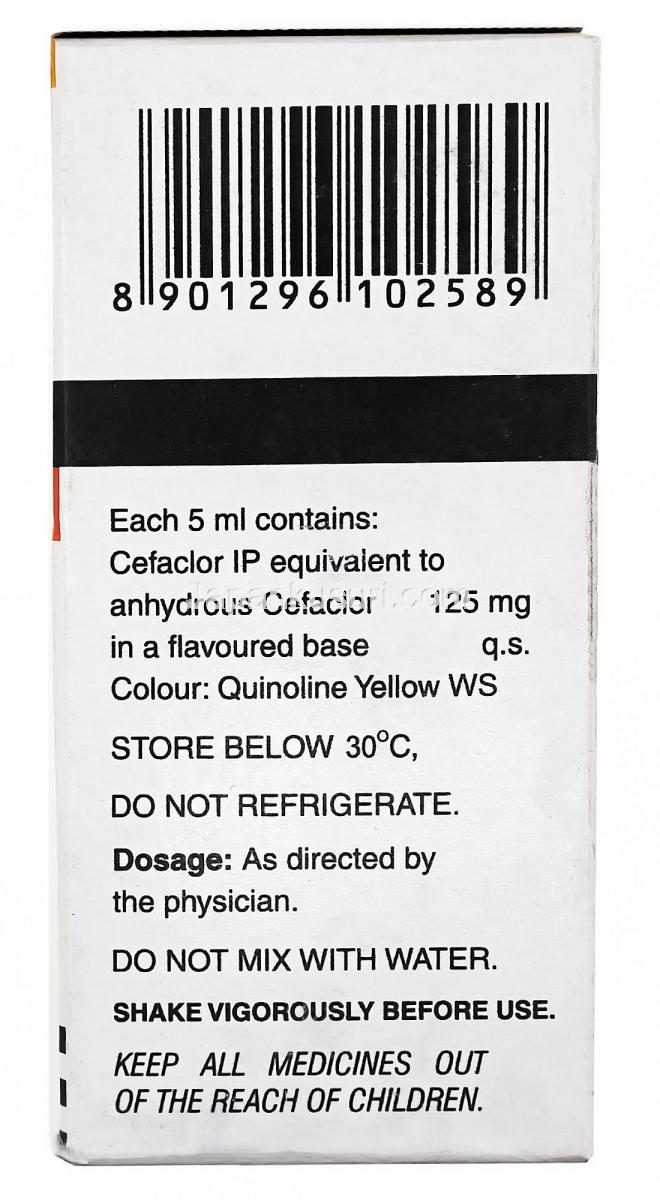 8 901296 102589
Each 5 ml contains:
Cefaclor IP equivalent to
anhydrous Cefaclor 125 mg
in a flavoured base q.s.
Colour: Quinoline Yellow WS
STORE BELOW 30°C,
DO NOT REFRIGERATE.
Dosage: As directed by
the physician.
DO NOT MIX WITH WATER.
SHAKE VIGOROUSLY BEFORE USE.
KEEP ALL MEDICINES OUT
OF THE REACH OF CHILDREN.